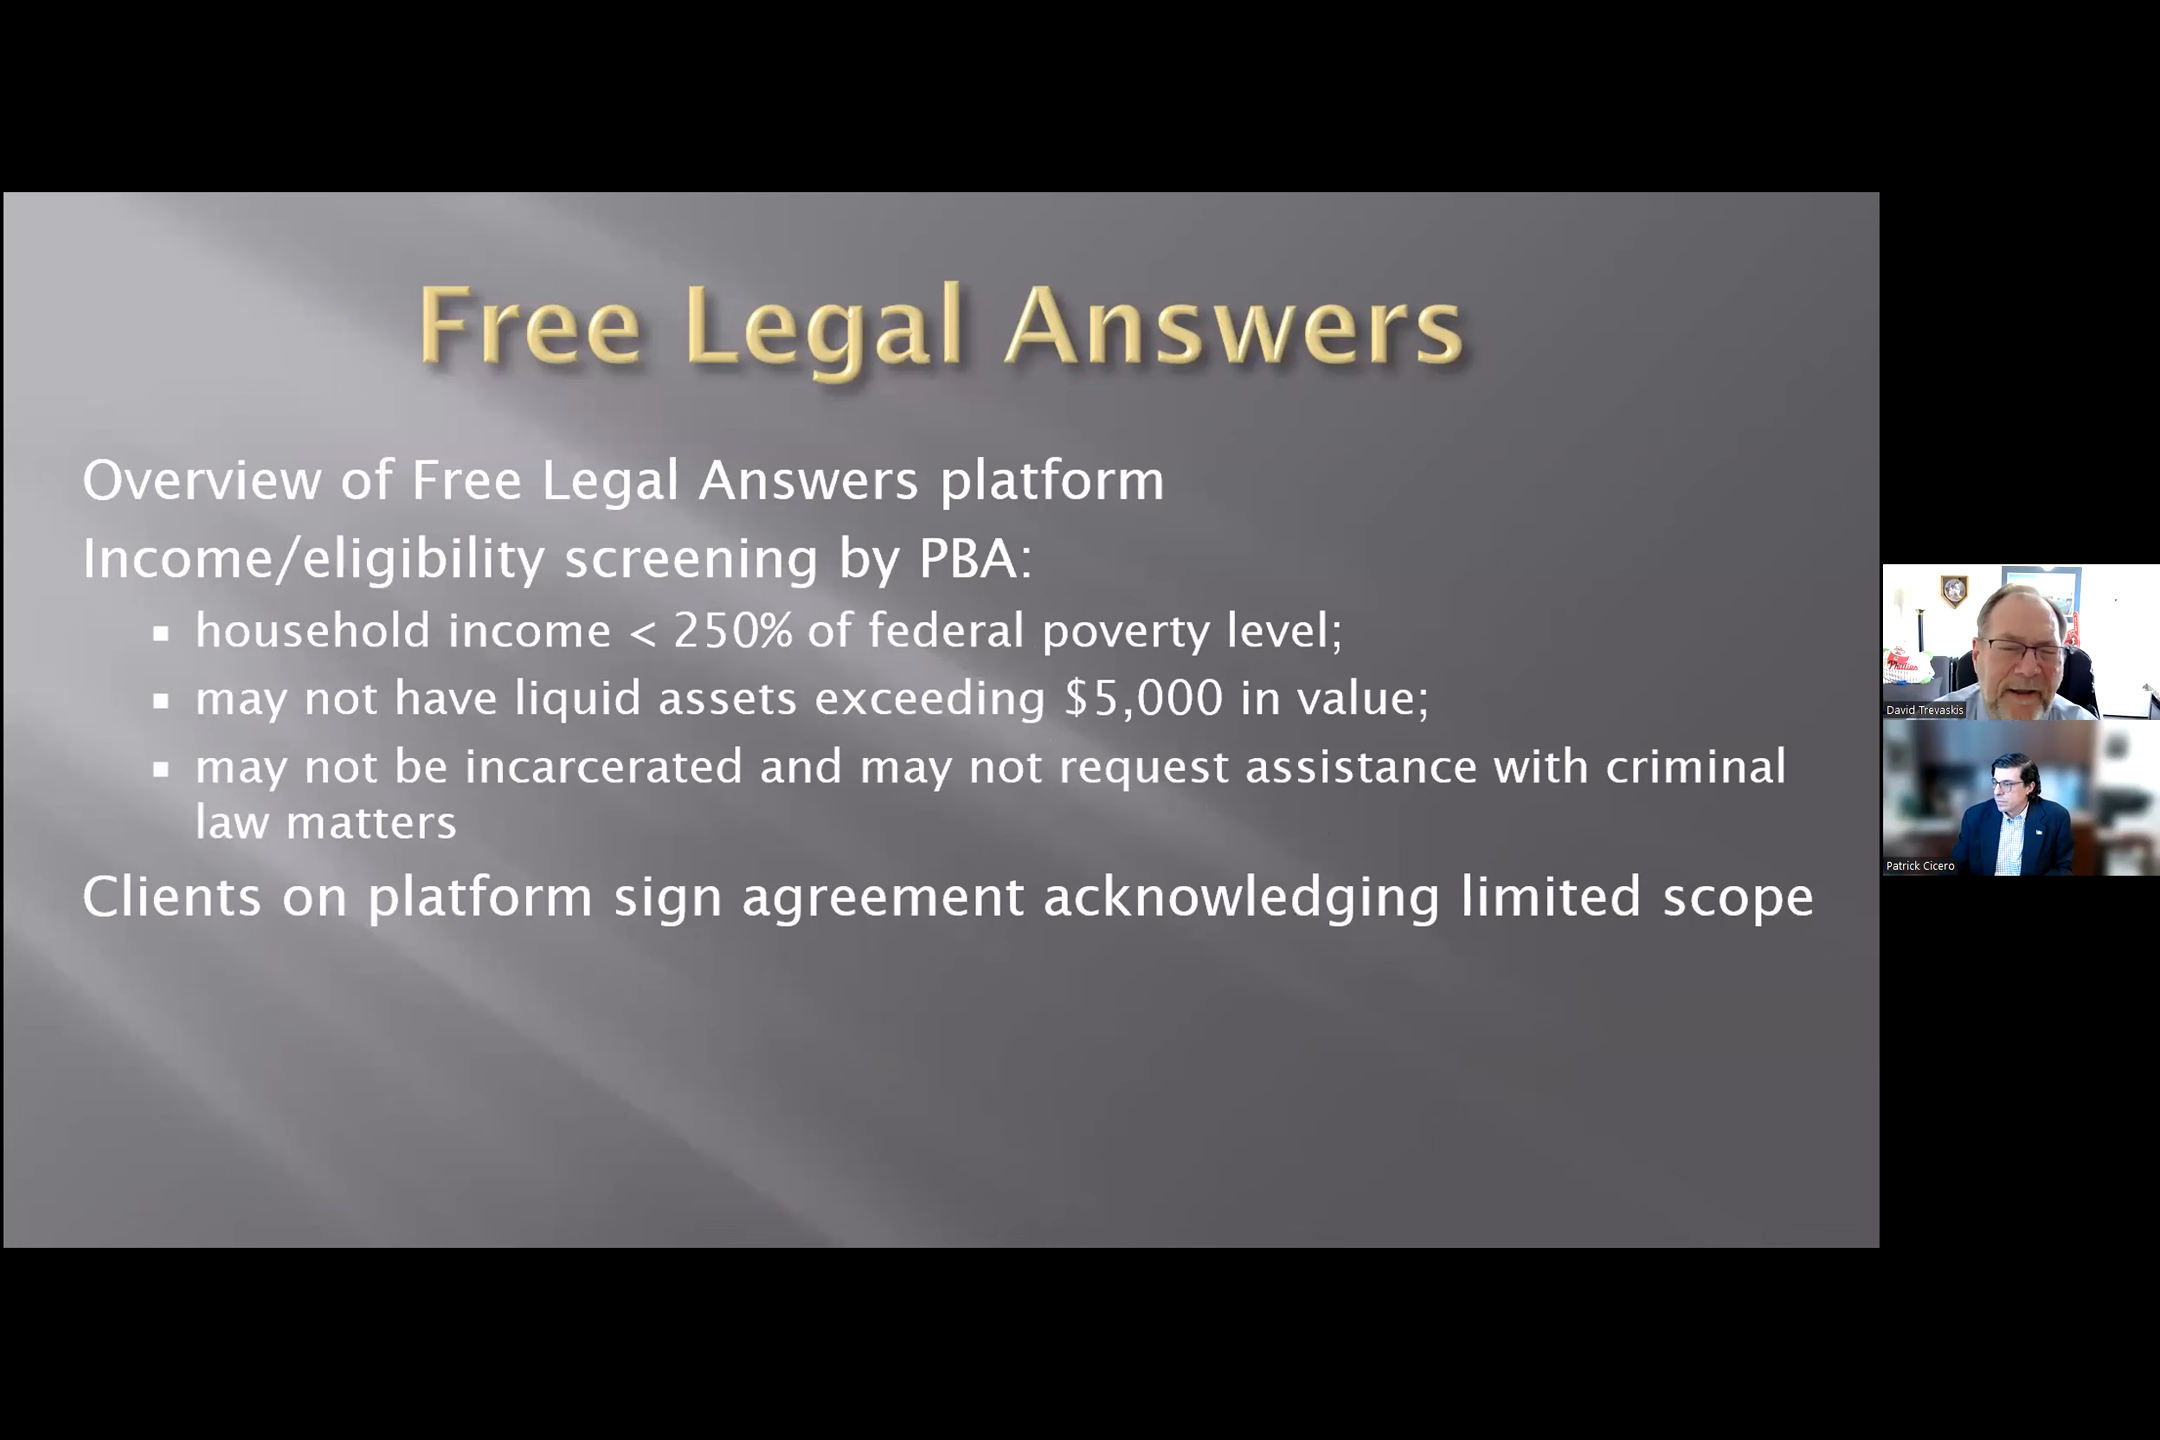 Free Legal Answers
Overview of Free Legal Answers platform
Income/eligibility screening by PBA:
▪ household income < 250% of federal poverty level;
▪ may not have liquid assets exceeding $5,000 in value;
▪ may not be incarcerated and may not request assistance with criminal
law matters
Clients on platform sign agreement acknowledging limited scope
Phillies
David Trevaskis
Patrick Cicero